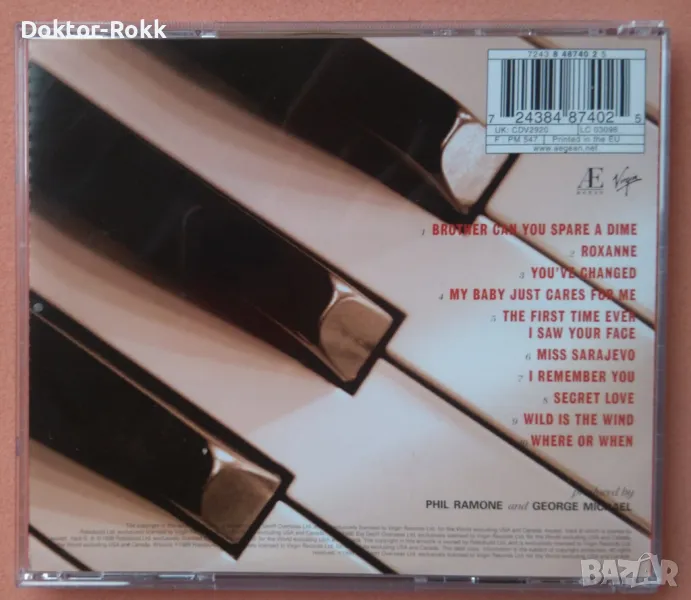 Doktor-Rokk
7243 8 48740 2 5
7 24384 87402 5
UK: CDV2920 LC 03098
F PM 547 Printed in the EU
www.aegean.net
Æ
AEGEAN
Virgin
1 BROTHER CAN YOU SPARE A DIME
2 ROXANNE
3 YOU'VE CHANGED
4 MY BABY JUST CARES FOR ME
5 THE FIRST TIME EVER
I SAW YOUR FACE
6 MISS SARAJEVO
7 I REMEMBER YOU
8 SECRET LOVE
9 WILD IS THE WIND
10 WHERE OR WHEN
produced by
PHIL RAMONE and GEORGE MICHAEL
BAZAR
.bg